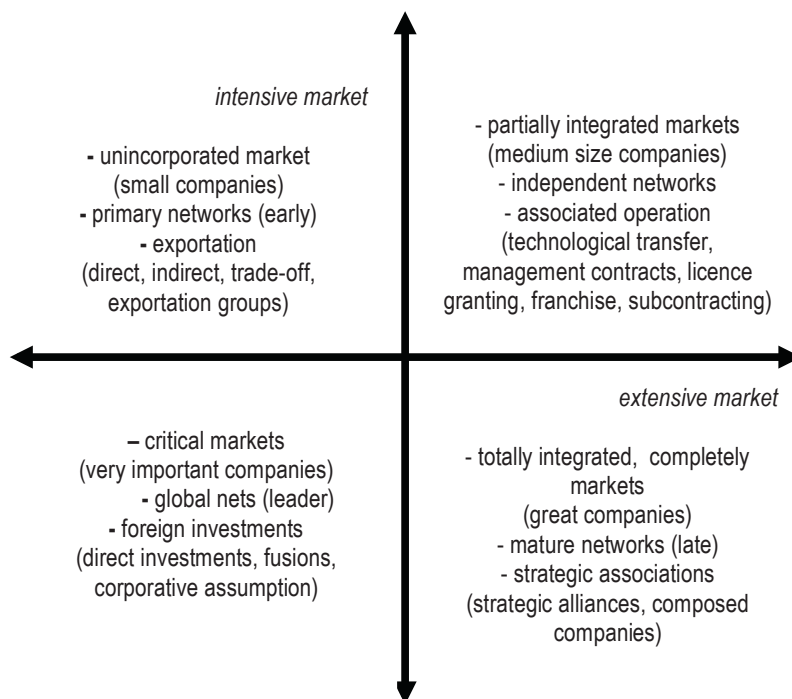 intensive market
- unincorporated market
(small companies)
- primary networks (early)
- exportation
(direct, indirect, trade-off,
exportation groups)
- partially integrated markets
(medium size companies)
- independent networks
- associated operation
(technological transfer,
management contracts, licence
granting, franchise, subcontracting)
– critical markets
(very important companies)
- global nets (leader)
- foreign investments
(direct investments, fusions,
corporative assumption)
extensive market
- totally integrated, completely
markets
(great companies)
- mature networks (late)
- strategic associations
(strategic alliances, composed
companies)